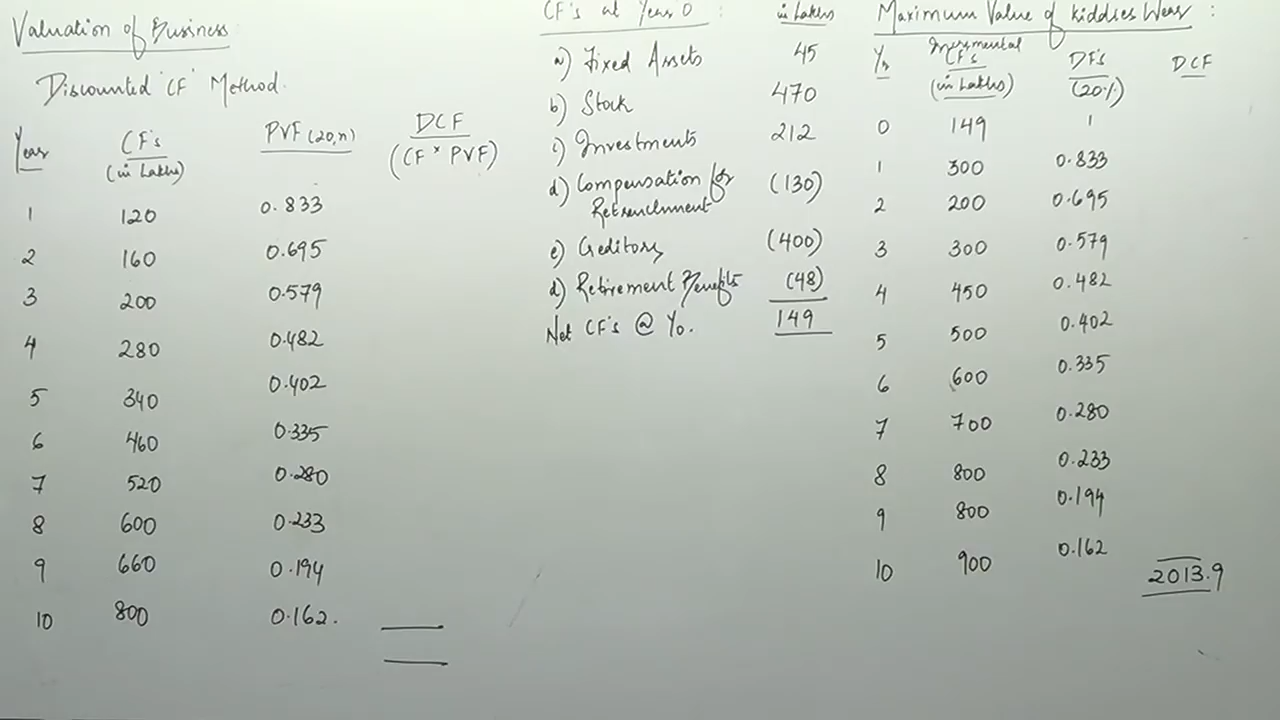 Valuation of Business
Discounted 'CF' Method.
Year CF's (in Lakhs) PVF (20,n) DCF (CF × PVF)
1 120 0.833
2 160 0.695
3 200 0.579
4 280 0.482
5 340 0.402
6 460 0.335
7 520 0.280
8 600 0.233
9 660 0.194
10 800 0.162.
CF's at Year 0 : in Lakhs
a) Fixed Assets 45
b) Stock 470
c) Investments 212
d) Compensation for (130)
Retrenchment
e) Creditors (400)
d) Retirement Benefits (48)
Net CF's @ Y0. 149
Maximum Value of Kiddies Wear :
Yr Incremental CF's (in Lakhs) DF's (20%) DCF
0 149 1
1 300 0.833
2 200 0.695
3 300 0.579
4 450 0.482
5 500 0.402
6 600 0.335
7 700 0.280
8 800 0.233
9 800 0.194
10 900 0.162
2013.9